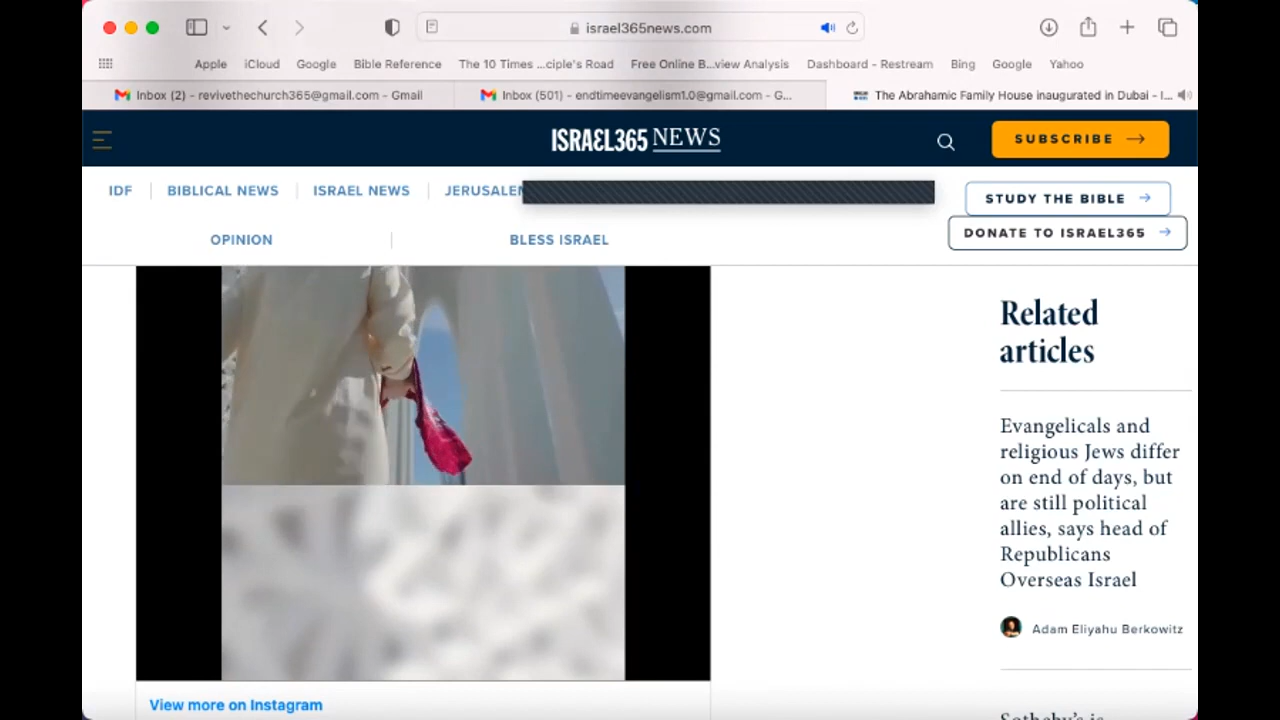 israel365news.com
Apple iCloud Google Bible Reference The 10 Times ...ciple's Road Free Online B...view Analysis Dashboard - Restream Bing Google Yahoo
Inbox (2) - revivethechurch365@gmail.com - Gmail
Inbox (501) - endtimeevangelism1.0@gmail.com - G...
The Abrahamic Family House inaugurated in Dubai - I...
ISRAEL365 NEWS
SUBSCRIBE →
IDF
BIBLICAL NEWS
ISRAEL NEWS
JERUSALEM
STUDY THE BIBLE →
DONATE TO ISRAEL365 →
OPINION
BLESS ISRAEL
Related
articles
Evangelicals and
religious Jews differ
on end of days, but
are still political
allies, says head of
Republicans
Overseas Israel
Adam Eliyahu Berkowitz
Sotheby's is
View more on Instagram